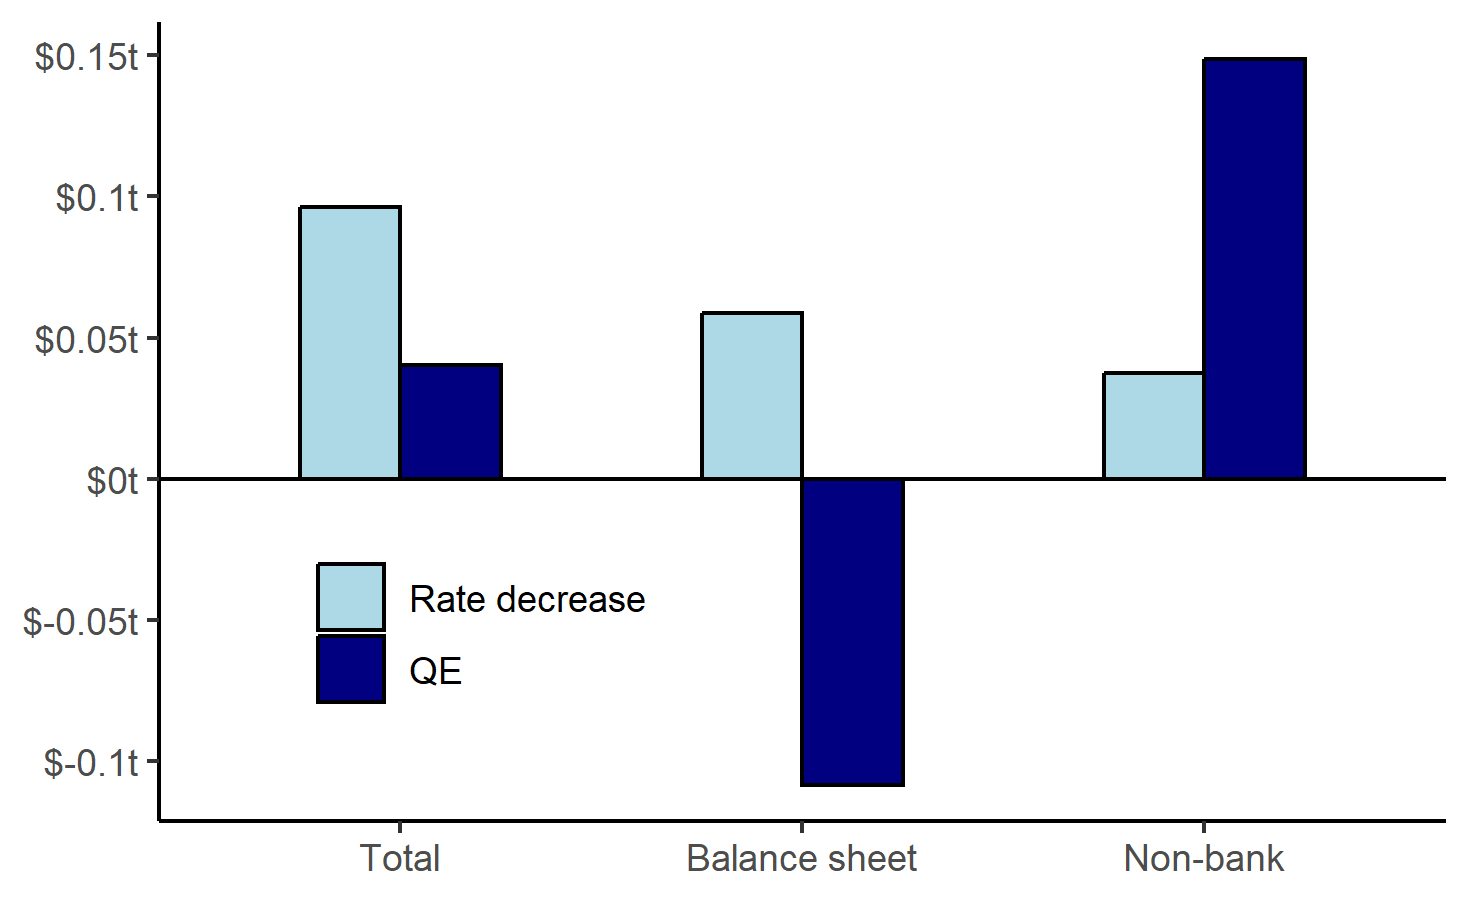 $0.15t
$0.1t
$0.05t
$0t
$-0.05t
$-0.1t
Rate decrease
QE
Total
Balance sheet
Non-bank